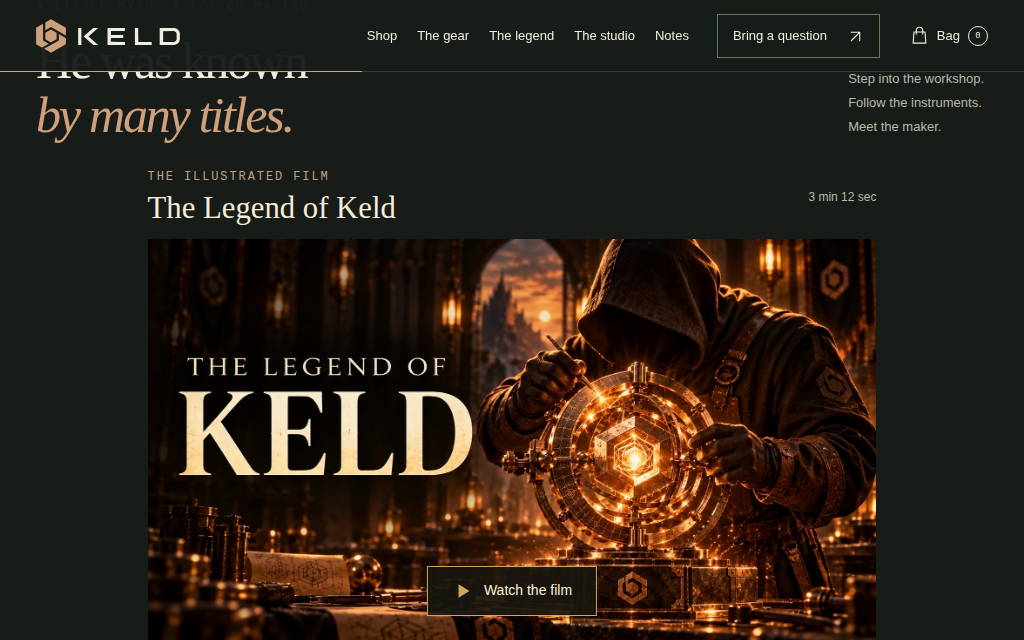 KELD
Shop
The gear
The legend
The studio
Notes
Bring a question
Bag
0
He was known
by many titles.
Step into the workshop.
Follow the instruments.
Meet the maker.
THE ILLUSTRATED FILM
The Legend of Keld
3 min 12 sec
THE LEGEND OF
KELD
Watch the film